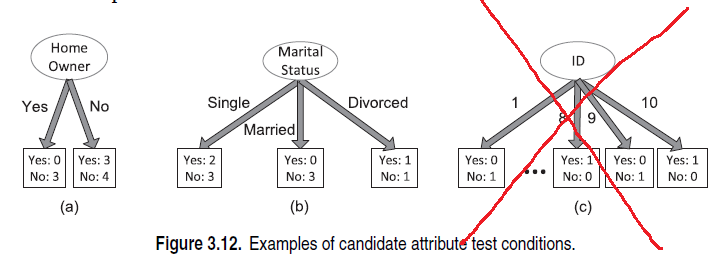 Home
Owner
Yes
No
Yes: 0
No: 3
Yes: 3
No: 4
(a)
Marital
Status
Single
Married
Divorced
Yes: 2
No: 3
Yes: 0
No: 3
Yes: 1
No: 1
(b)
ID
1
8
9
10
Yes: 0
No: 1
...
Yes: 1
No: 0
Yes: 0
No: 1
Yes: 1
No: 0
(c)
Figure 3.12. Examples of candidate attribute test conditions.